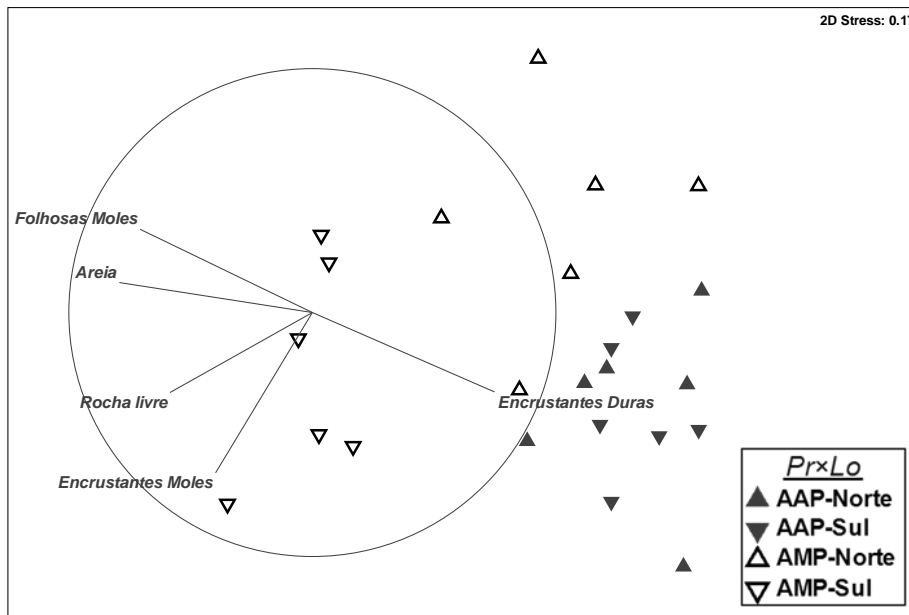 2D Stress: 0.17
Folhosas Moles
Areia
Rocha livre
Encrustantes Duras
Encrustantes Moles
Pr×Lo
AAP-Norte
AAP-Sul
AMP-Norte
AMP-Sul